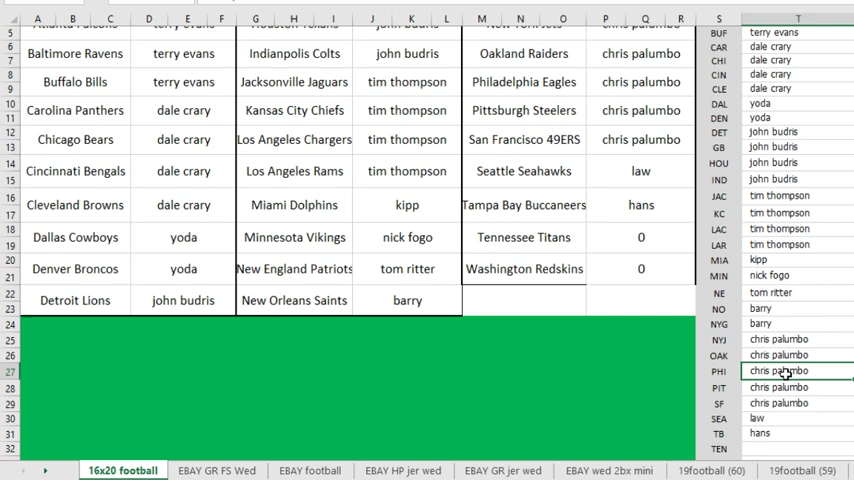 A B C D E F G H I J K L M N O P Q R S T
5 Atlanta Falcons Houston Texans john budris New York Jets chris palumbo BUF terry evans
6 7 Baltimore Ravens terry evans Indianpolis Colts john budris Oakland Raiders chris palumbo CAR dale crary
CHI dale crary
8 9 Buffalo Bills terry evans Jacksonville Jaguars tim thompson Philadelphia Eagles chris palumbo CIN dale crary
CLE dale crary
10 11 Carolina Panthers dale crary Kansas City Chiefs tim thompson Pittsburgh Steelers chris palumbo DAL yoda
DEN yoda
12 13 Chicago Bears dale crary Los Angeles Chargers tim thompson San Francisco 49ERS chris palumbo DET john budris
GB john budris
14 15 Cincinnati Bengals dale crary Los Angeles Rams tim thompson Seattle Seahawks law HOU john budris
IND john budris
16 17 Cleveland Browns dale crary Miami Dolphins kipp Tampa Bay Buccaneers hans JAC tim thompson
KC tim thompson
18 19 Dallas Cowboys yoda Minnesota Vikings nick fogo Tennessee Titans 0 LAC tim thompson
LAR tim thompson
20 21 Denver Broncos yoda New England Patriots tom ritter Washington Redskins 0 MIA kipp
MIN nick fogo
22 23 Detroit Lions john budris New Orleans Saints barry NE tom ritter
NO barry
24 NYG barry
25 NYJ chris palumbo
26 OAK chris palumbo
27 PHI chris palumbo
28 PIT chris palumbo
29 SF chris palumbo
30 SEA law
31 TB hans
32 TEN
16x20 football EBAY GR FS Wed EBAY football EBAY HP jer wed EBAY GR jer wed EBAY wed 2bx mini 19football (60) 19football (59)